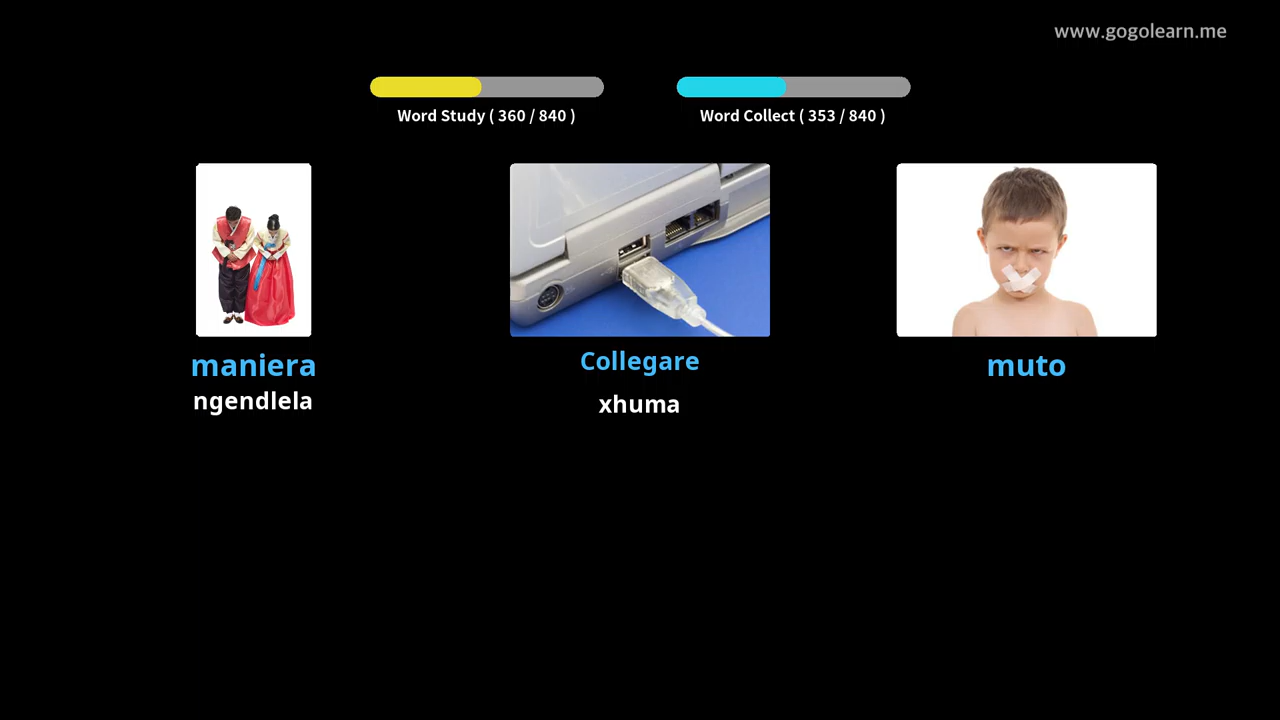 www.gogolearn.me
Word Study ( 360 / 840 )
Word Collect ( 353 / 840 )
maniera
ngendlela
Collegare
xhuma
muto